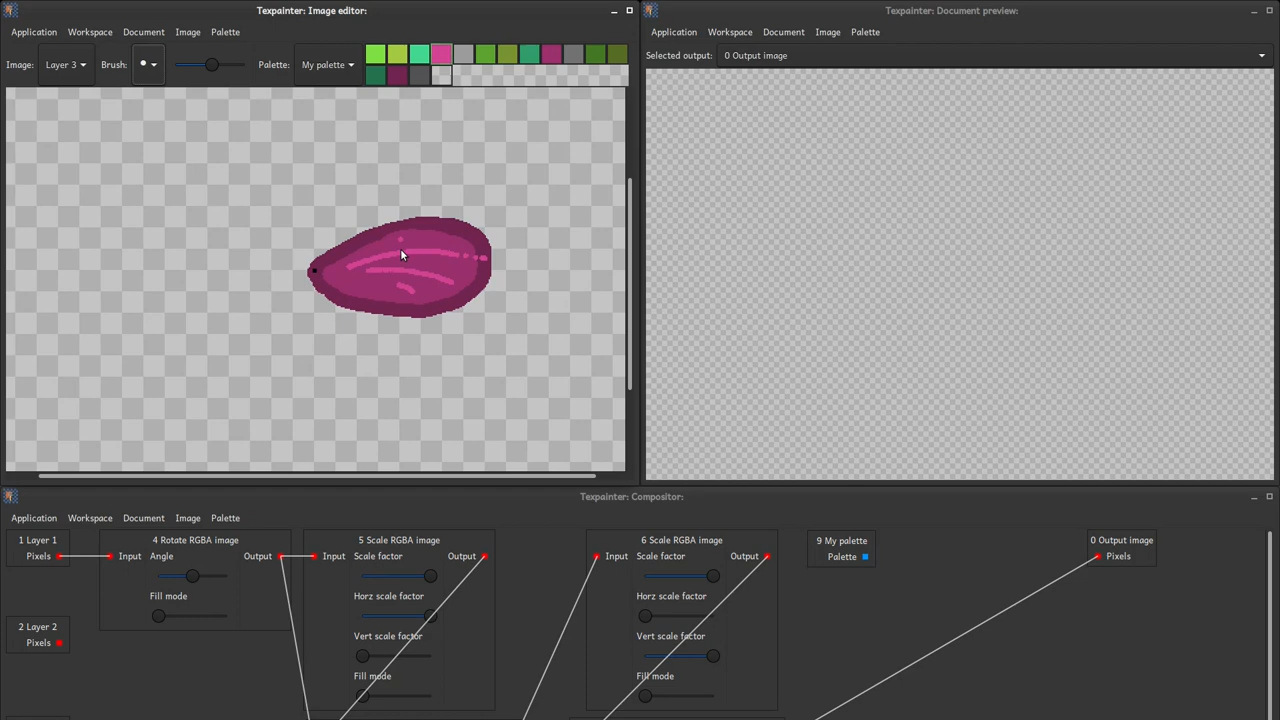 Texpainter: Image editor:
Application Workspace Document Image Palette
Image: Layer 3 Brush: Palette: My palette
Texpainter: Document preview:
Application Workspace Document Image Palette
Selected output: 0 Output image
Texpainter: Compositor:
Application Workspace Document Image Palette
1 Layer 1
Pixels
2 Layer 2
Pixels
4 Rotate RGBA image
Input Angle Output
Fill mode
5 Scale RGBA image
Input Scale factor Output
Horz scale factor
Vert scale factor
Fill mode
6 Scale RGBA image
Input Scale factor Output
Horz scale factor
Vert scale factor
Fill mode
9 My palette
Palette
0 Output image
Pixels